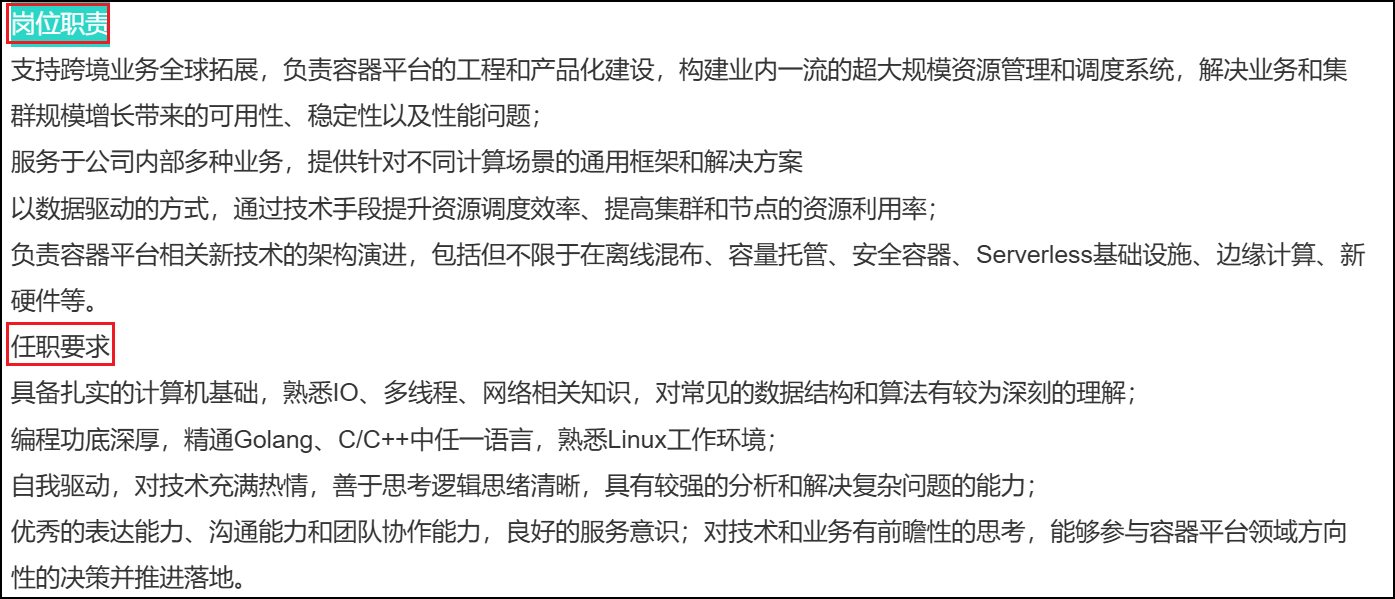 岗位职责
支持跨境业务全球拓展，负责容器平台的工程和产品化建设，构建业内一流的超大规模资源管理和调度系统，解决业务和集
群规模增长带来的可用性、稳定性以及性能问题；
服务于公司内部多种业务，提供针对不同计算场景的通用框架和解决方案
以数据驱动的方式，通过技术手段提升资源调度效率、提高集群和节点的资源利用率；
负责容器平台相关新技术的架构演进，包括但不限于在离线混布、容量托管、安全容器、Serverless基础设施、边缘计算、新
硬件等。
任职要求
具备扎实的计算机基础，熟悉IO、多线程、网络相关知识，对常见的数据结构和算法有较为深刻的理解；
编程功底深厚，精通Golang、C/C++中任一语言，熟悉Linux工作环境；
自我驱动，对技术充满热情，善于思考逻辑思绪清晰，具有较强的分析和解决复杂问题的能力；
优秀的表达能力、沟通能力和团队协作能力，良好的服务意识；对技术和业务有前瞻性的思考，能够参与容器平台领域方向
性的决策并推进落地。